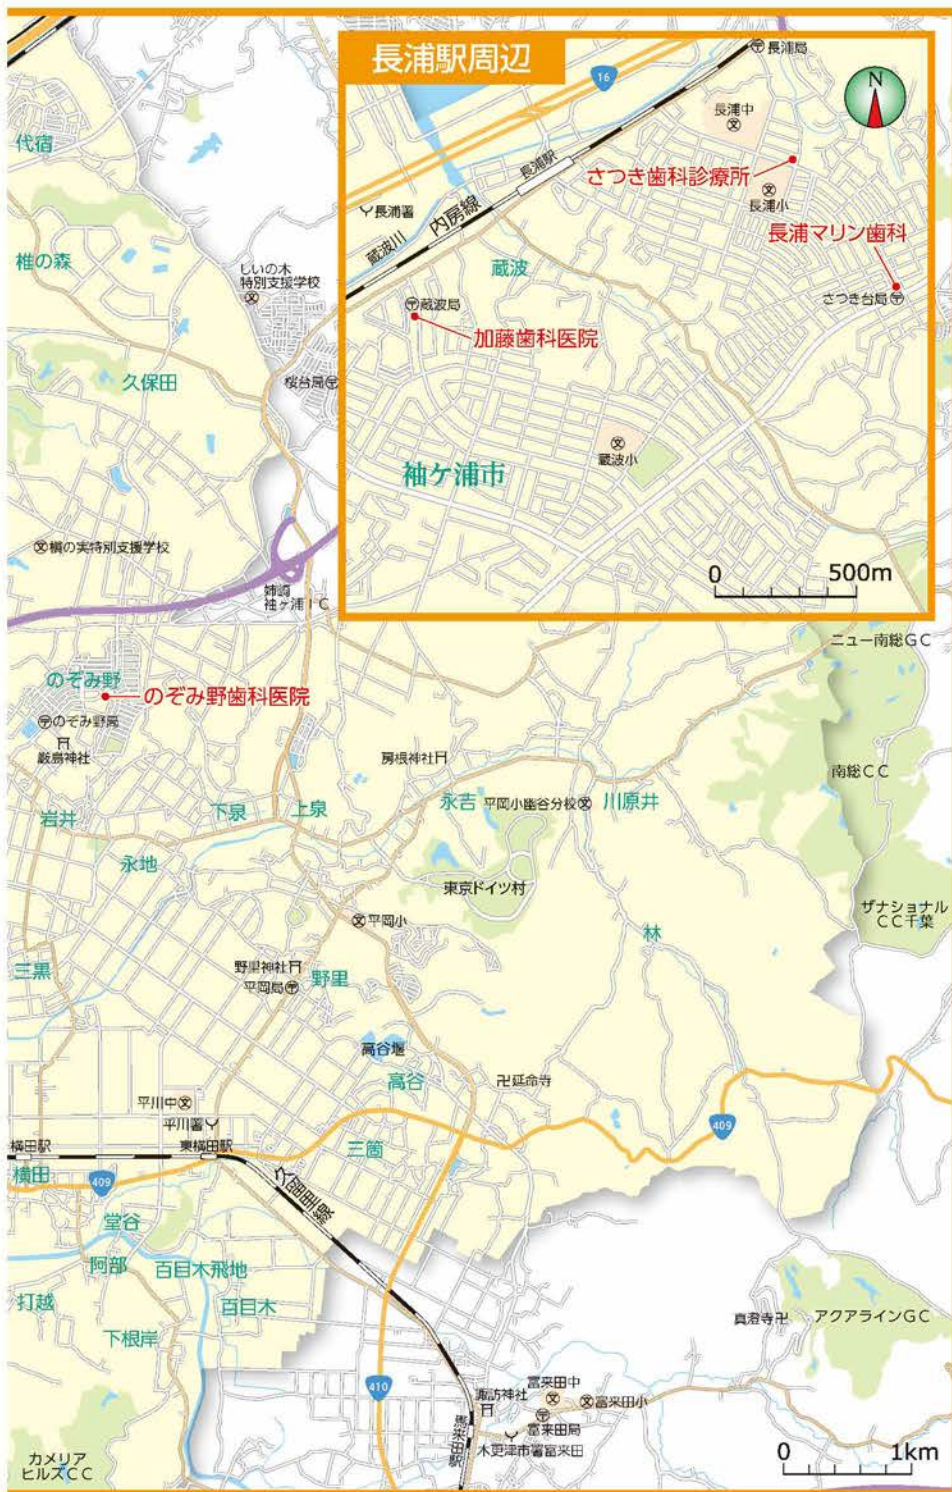 長浦駅周辺
長浦局
16
N
長浦中
代宿
長浦駅
さつき歯科診療所
長浦小
長浦署
内房線
蔵波川
長浦マリン歯科
椎の森
しいの木
特別支援学校
蔵波
さつき台局
蔵波局
加藤歯科医院
久保田
桜台局
蔵波小
袖ケ浦市
槇の実特別支援学校
0 500m
姉崎
袖ヶ浦IC
ニュー南総GC
のぞみ野
のぞみ野歯科医院
のぞみ野局
厳島神社
房根神社
南総CC
岩井
下泉
上泉
永吉
平岡小幽谷分校
川原井
永地
東京ドイツ村
ザナショナル
CC千葉
平岡小
林
三黒
野里神社
平岡局
野里
高谷堰
高谷
卍延命寺
平川中
平川署
409
横田駅
東横田駅
三箇
横田
409
久留里線
堂谷
阿部
百目木飛地
打越
百目木
下根岸
真澄寺卍
アクアラインGC
410
諏訪神社
富来田中
富来田小
富来田局
馬来田駅
木更津市署富来田
カメリア
ヒルズCC
0 1km